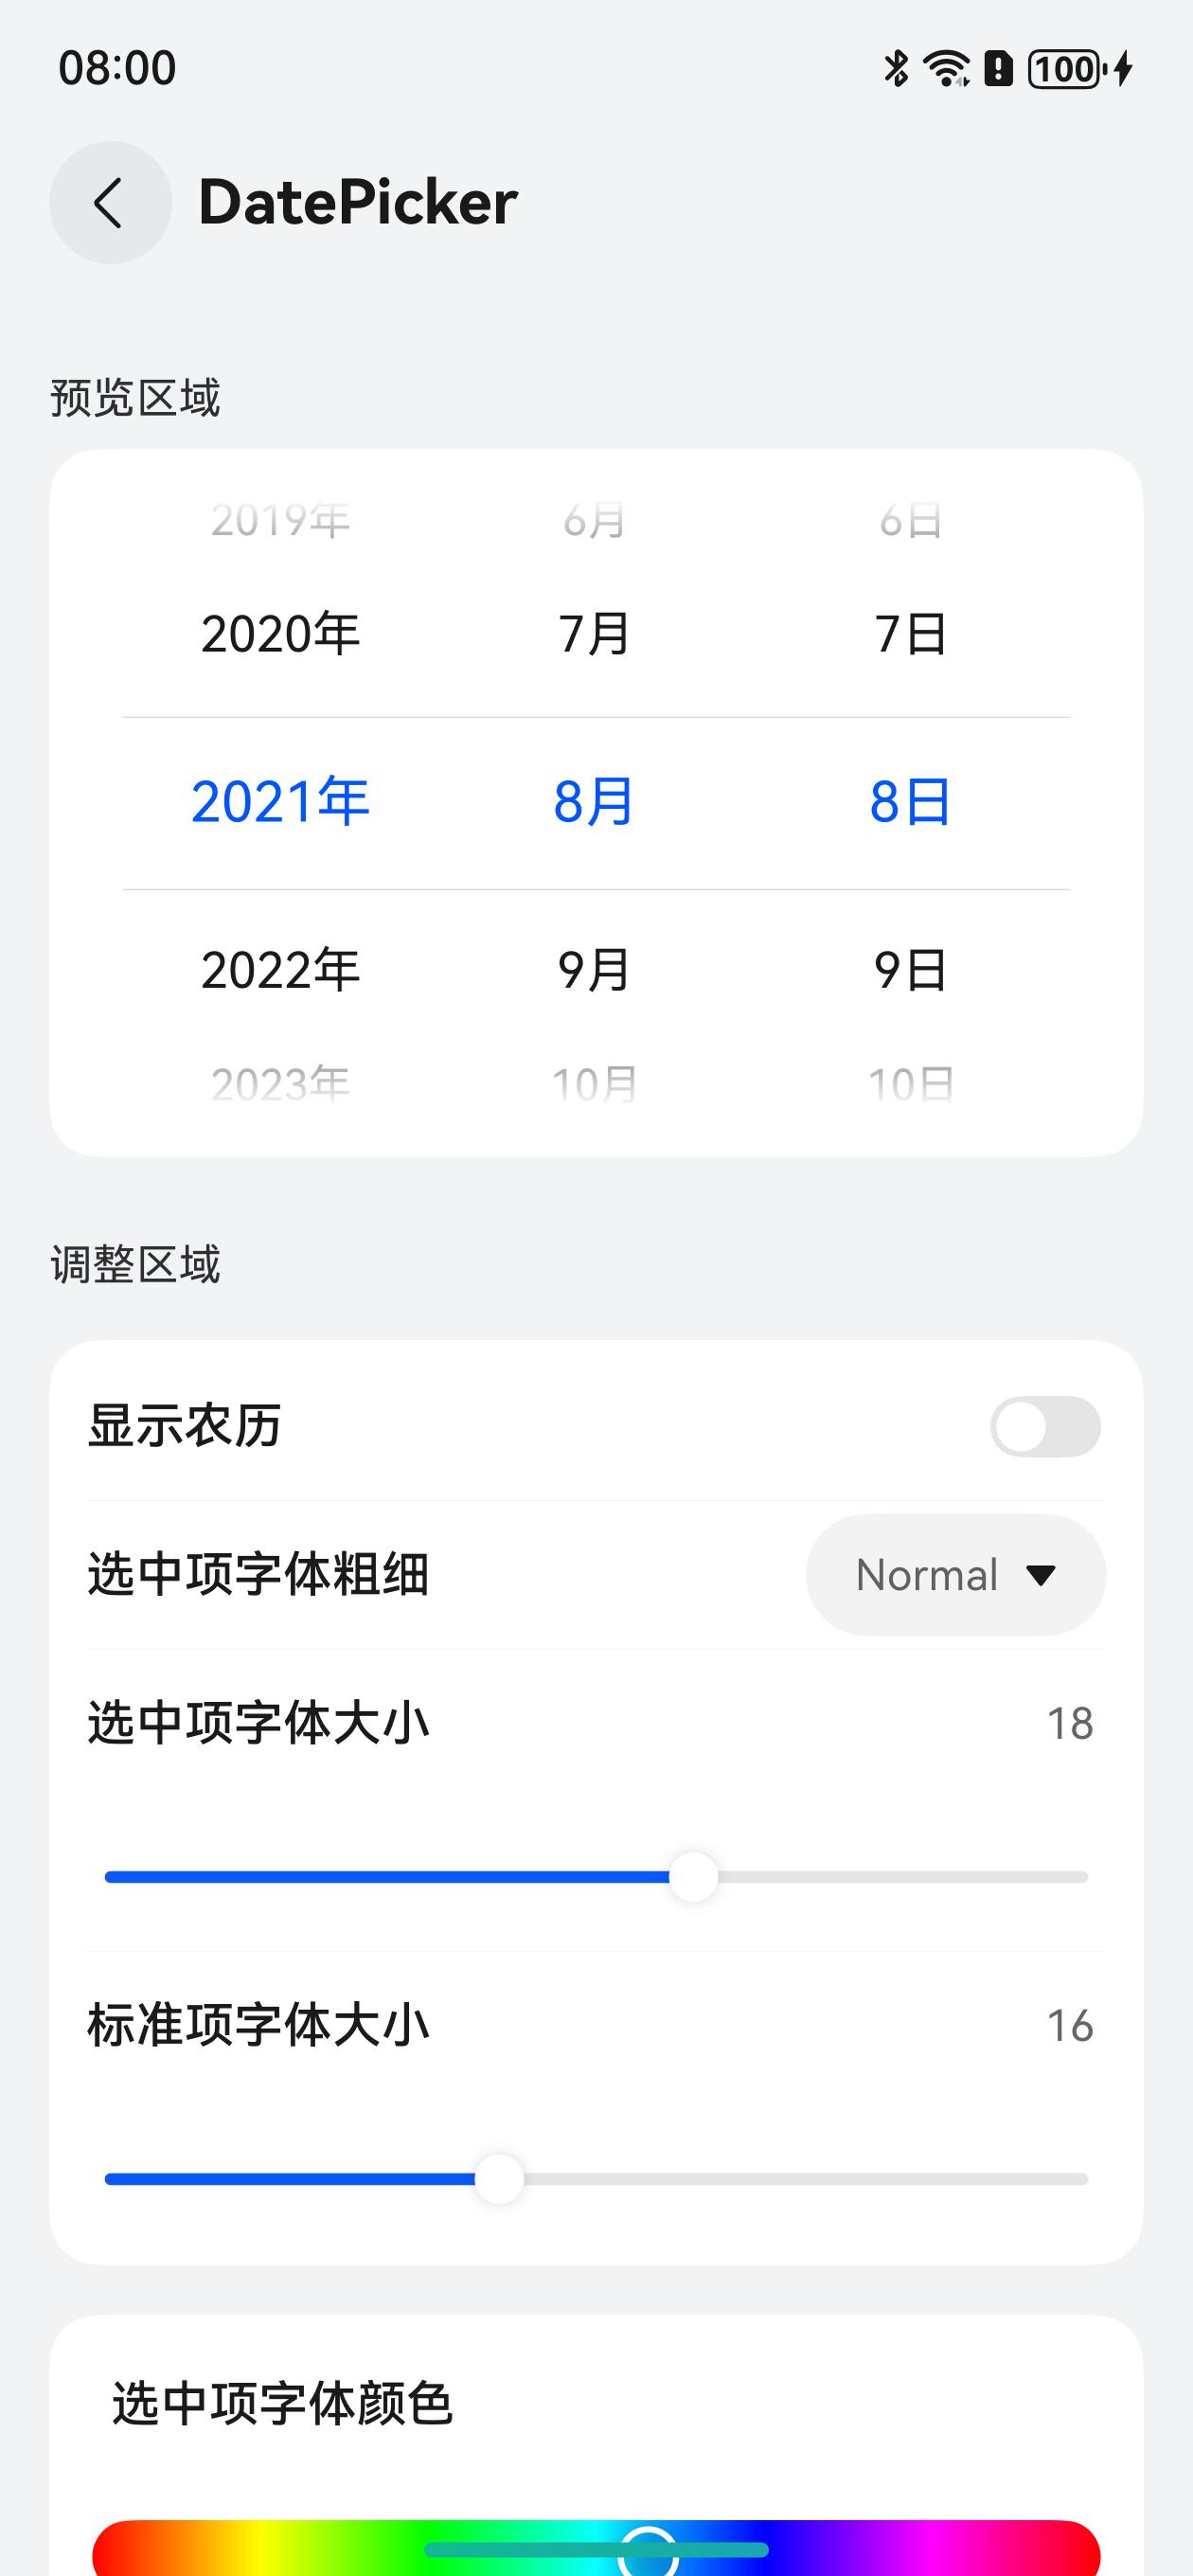 08:00
100
DatePicker
预览区域
2019年 6月 6日
2020年 7月 7日
2021年 8月 8日
2022年 9月 9日
2023年 10月 10日
调整区域
显示农历
选中项字体粗细 Normal
选中项字体大小 18
标准项字体大小 16
选中项字体颜色